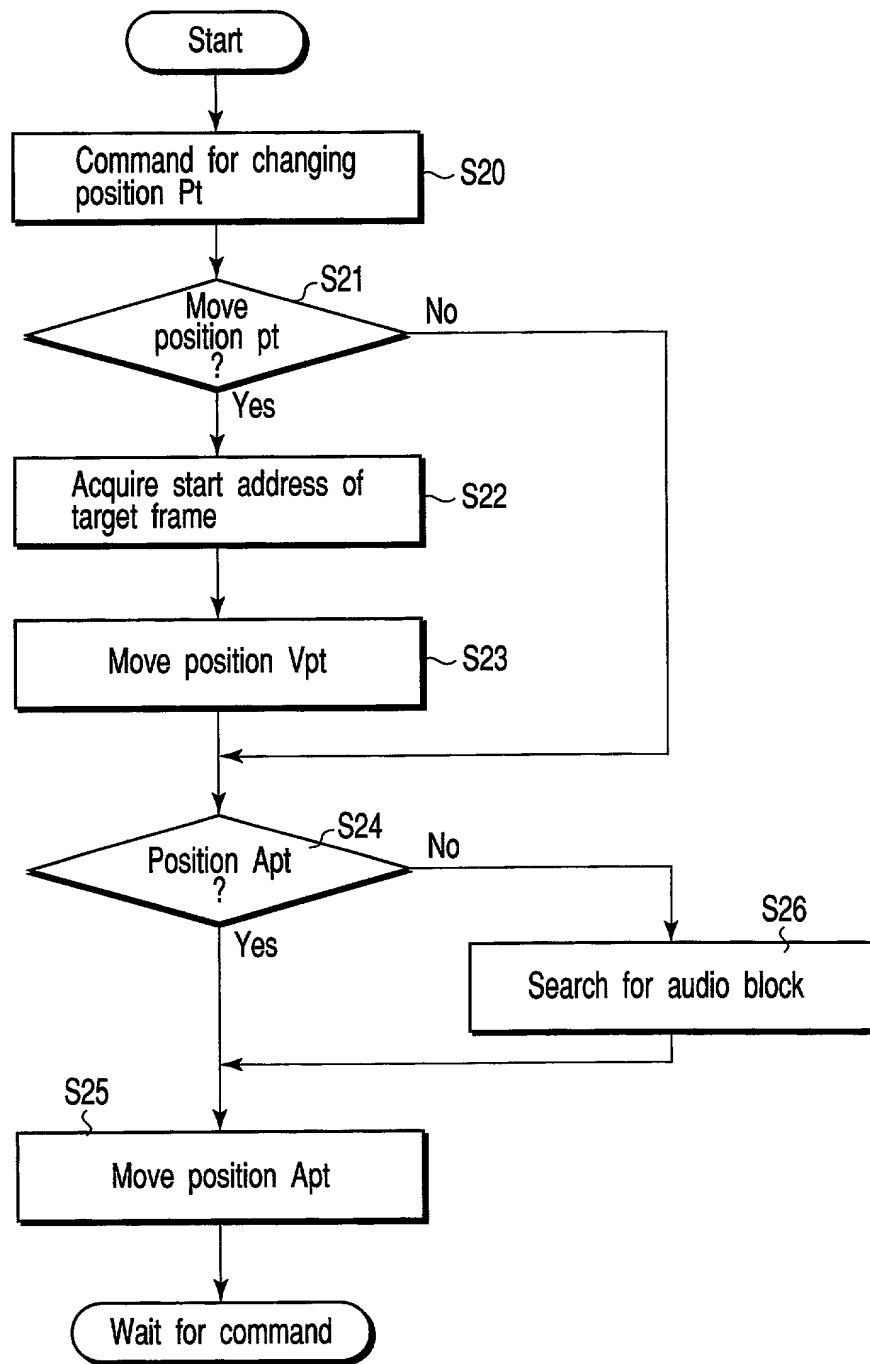 Start
Command for changing
position Pt
S20
S21
Move
position pt
?
No
Yes
Acquire start address of
target frame
S22
Move position Vpt
S23
S24
Position Apt
?
No
Yes
S26
Search for audio block
S25
Move position Apt
Wait for command